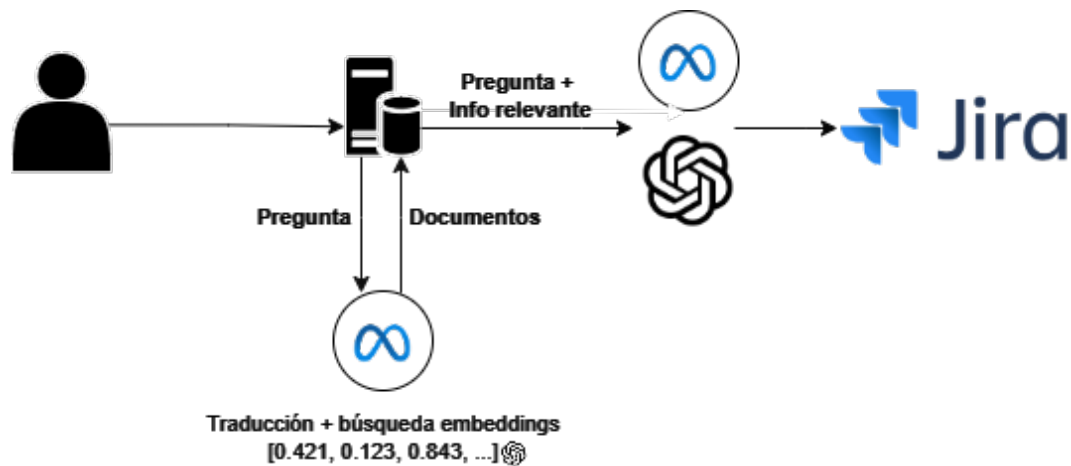 Pregunta +
Info relevante
Jira
Pregunta
Documentos
Traducción + búsqueda embeddings
[0.421, 0.123, 0.843, ...]